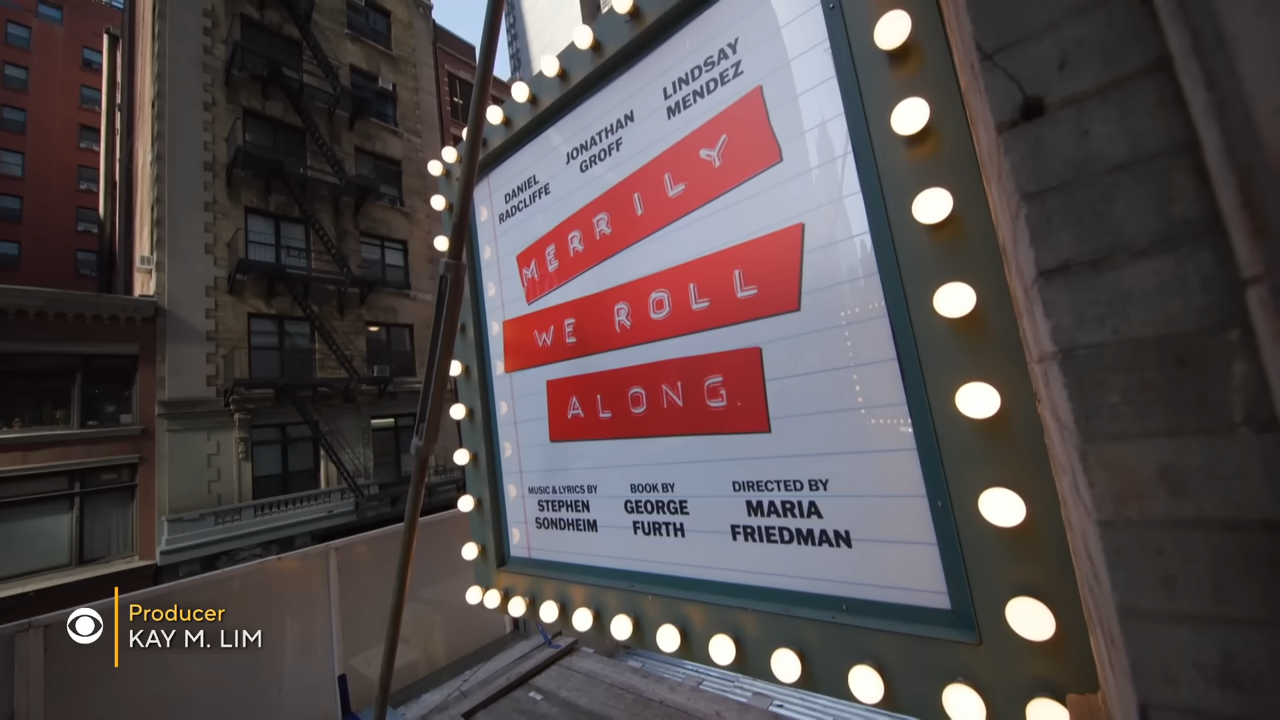 DANIEL
RADCLIFFE
JONATHAN
GROFF
LINDSAY
MENDEZ
MERRILY
WE ROLL
ALONG
MUSIC & LYRICS BY
STEPHEN
SONDHEIM
BOOK BY
GEORGE
FURTH
DIRECTED BY
MARIA
FRIEDMAN
Producer
KAY M. LIM